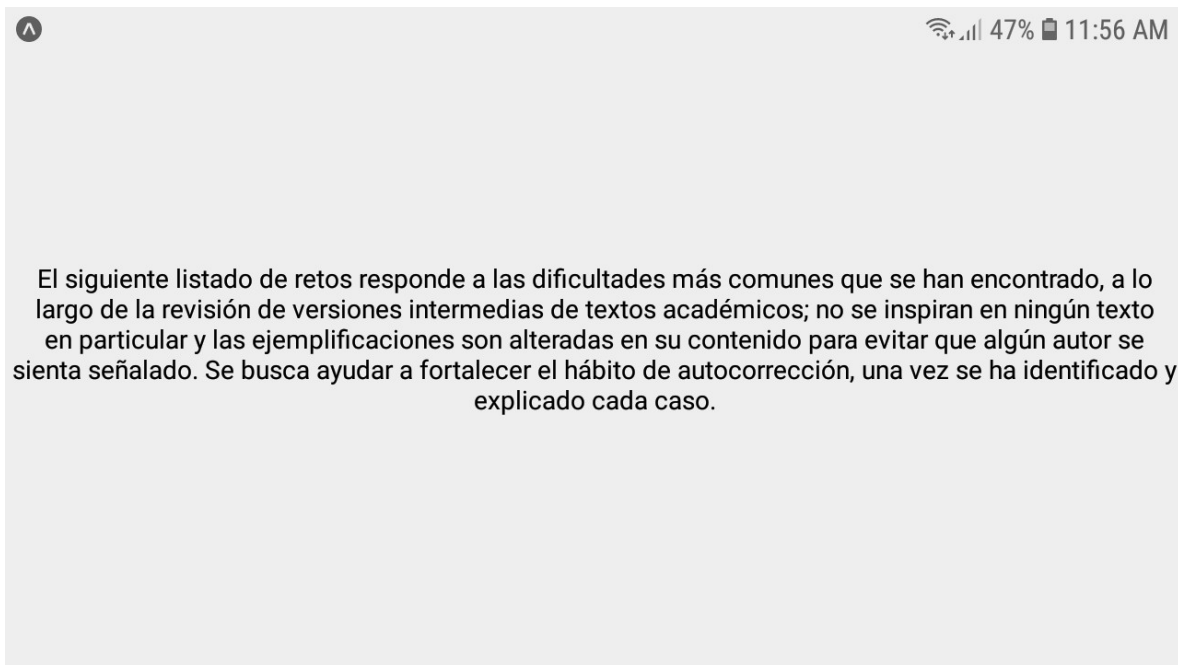 47% 11:56 AM
El siguiente listado de retos responde a las dificultades más comunes que se han encontrado, a lo
largo de la revisión de versiones intermedias de textos académicos; no se inspiran en ningún texto
en particular y las ejemplificaciones son alteradas en su contenido para evitar que algún autor se
sienta señalado. Se busca ayudar a fortalecer el hábito de autocorrección, una vez se ha identificado y
explicado cada caso.